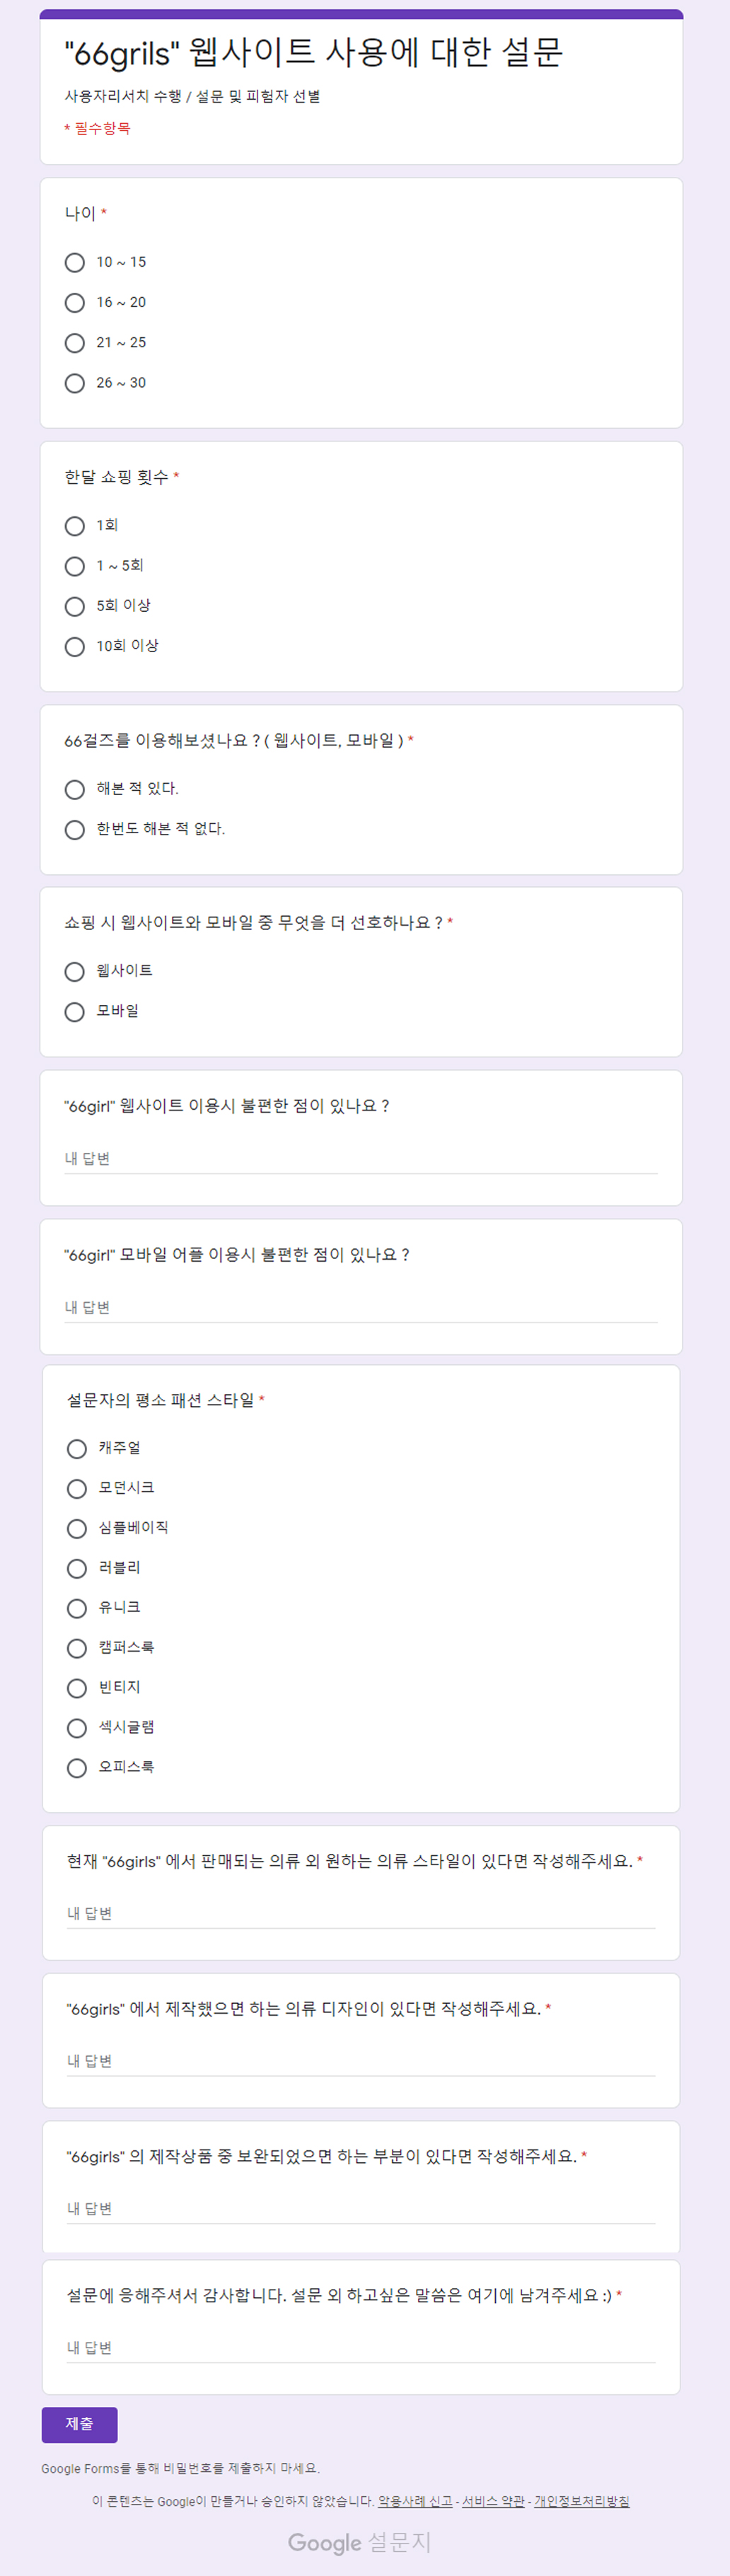 "66grils" 웹사이트 사용에 대한 설문
사용자리서치 수행 / 설문 및 피험자 선별
* 필수항목
나이 *
10 ~ 15
16 ~ 20
21 ~ 25
26 ~ 30
한달 쇼핑 횟수 *
1회
1 ~ 5회
5회 이상
10회 이상
66걸즈를 이용해보셨나요 ? ( 웹사이트, 모바일 ) *
해본 적 있다.
한번도 해본 적 없다.
쇼핑 시 웹사이트와 모바일 중 무엇을 더 선호하나요 ? *
웹사이트
모바일
"66girl" 웹사이트 이용시 불편한 점이 있나요 ?
내 답변
"66girl" 모바일 어플 이용시 불편한 점이 있나요 ?
내 답변
설문자의 평소 패션 스타일 *
캐주얼
모던시크
심플베이직
러블리
유니크
캠퍼스룩
빈티지
섹시글램
오피스룩
현재 "66girls" 에서 판매되는 의류 외 원하는 의류 스타일이 있다면 작성해주세요. *
내 답변
"66girls" 에서 제작했으면 하는 의류 디자인이 있다면 작성해주세요. *
내 답변
"66girls" 의 제작상품 중 보완되었으면 하는 부분이 있다면 작성해주세요. *
내 답변
설문에 응해주셔서 감사합니다. 설문 외 하고싶은 말씀은 여기에 남겨주세요 :) *
내 답변
제출
Google Forms를 통해 비밀번호를 제출하지 마세요.
이 콘텐츠는 Google이 만들거나 승인하지 않았습니다. 악용사례 신고 - 서비스 약관 - 개인정보처리방침
Google 설문지